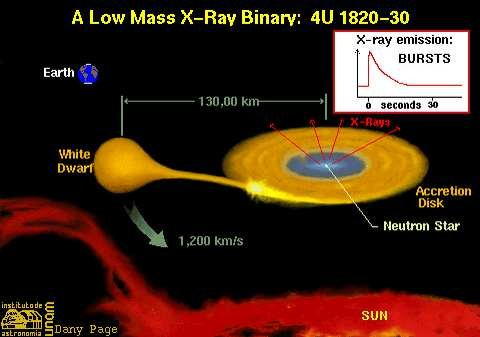 A Low Mass X-Ray Binary: 4U 1820-30
X-ray emission:
BURSTS
0 seconds 30
Earth
130,00 km
X-Rays
White
Dwarf
Accretion
Disk
Neutron Star
1,200 km/s
instituto de
astronomia
unam
Dany Page
SUN